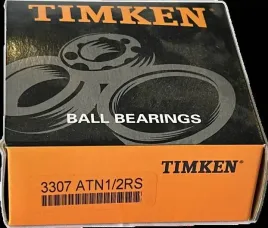 TIMKEN
BALL BEARINGS
3307 ATN1/2RS
TIMKEN